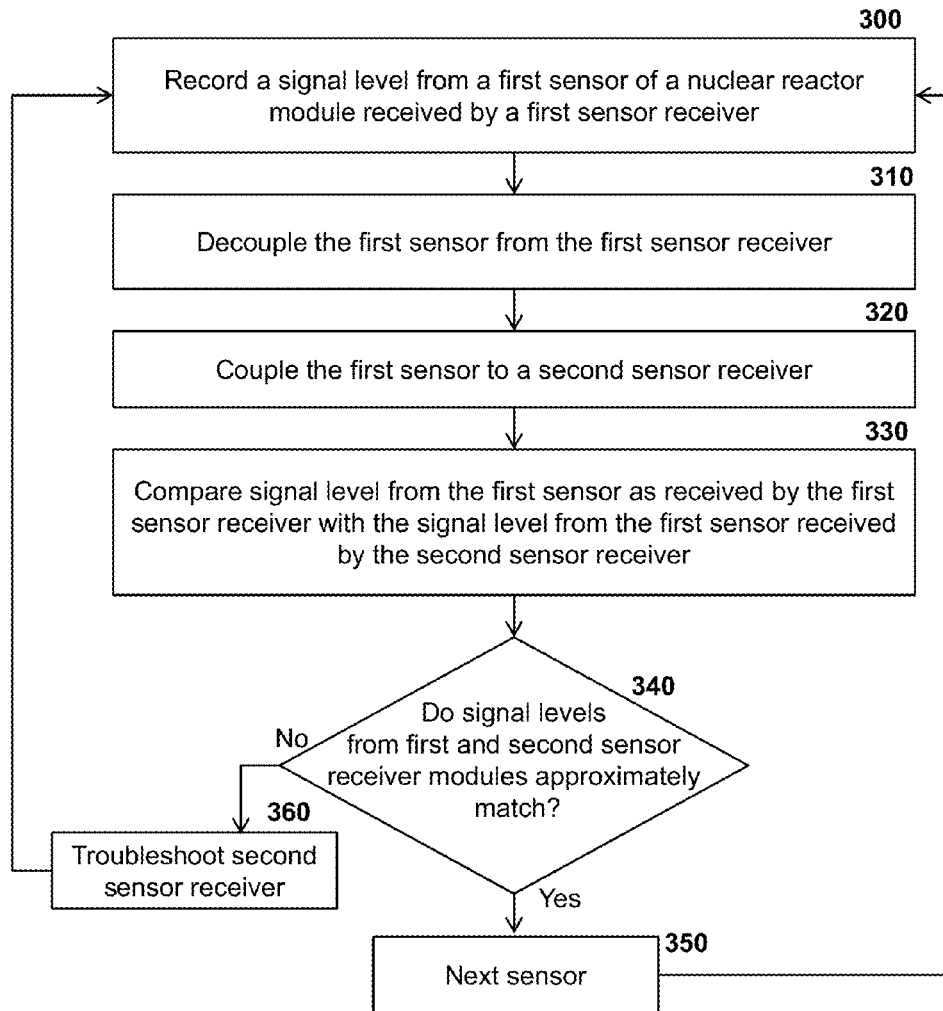 300
Record a signal level from a first sensor of a nuclear reactor
module received by a first sensor receiver
310
Decouple the first sensor from the first sensor receiver
320
Couple the first sensor to a second sensor receiver
330
Compare signal level from the first sensor as received by the first
sensor receiver with the signal level from the first sensor received
by the second sensor receiver
340
Do signal levels
from first and second sensor
receiver modules approximately
match?
No
360
Troubleshoot second
sensor receiver
Yes
350
Next sensor